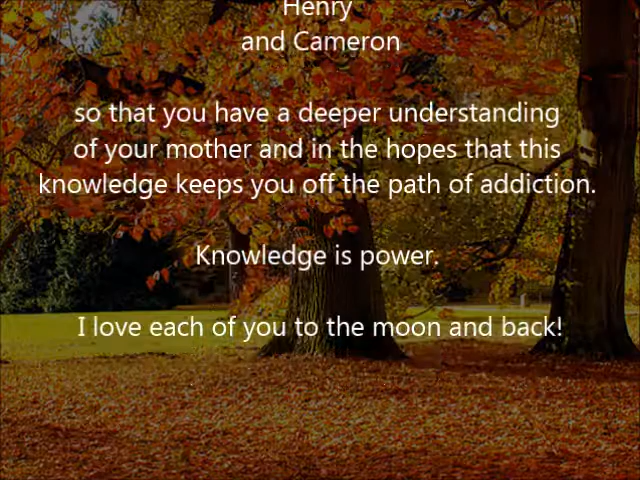 Henry
and Cameron
so that you have a deeper understanding
of your mother and in the hopes that this
knowledge keeps you off the path of addiction.
Knowledge is power.
I love each of you to the moon and back!